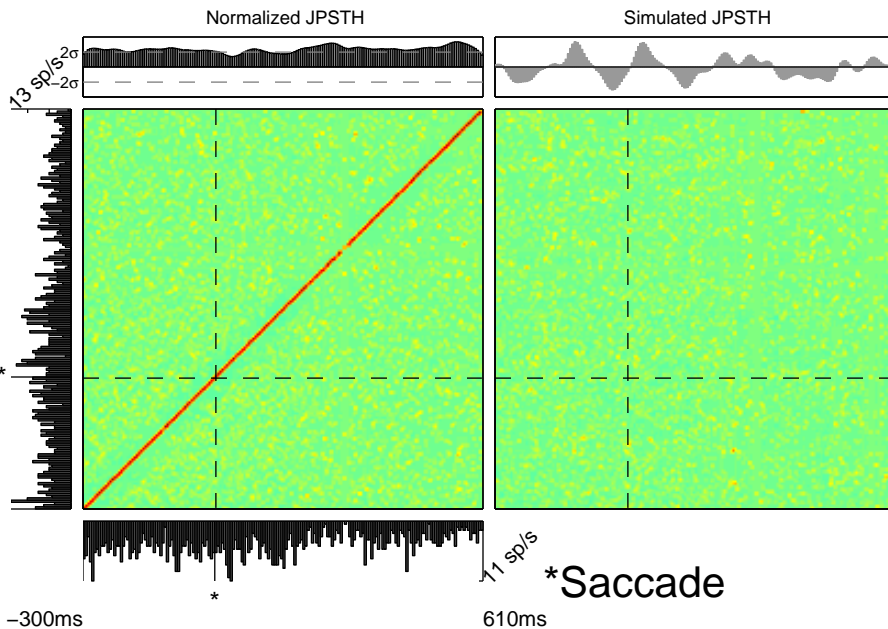 Normalized JPSTH
Simulated JPSTH
2σ
−2σ
13 sp/s
*
11 sp/s
*
*Saccade
−300ms
610ms